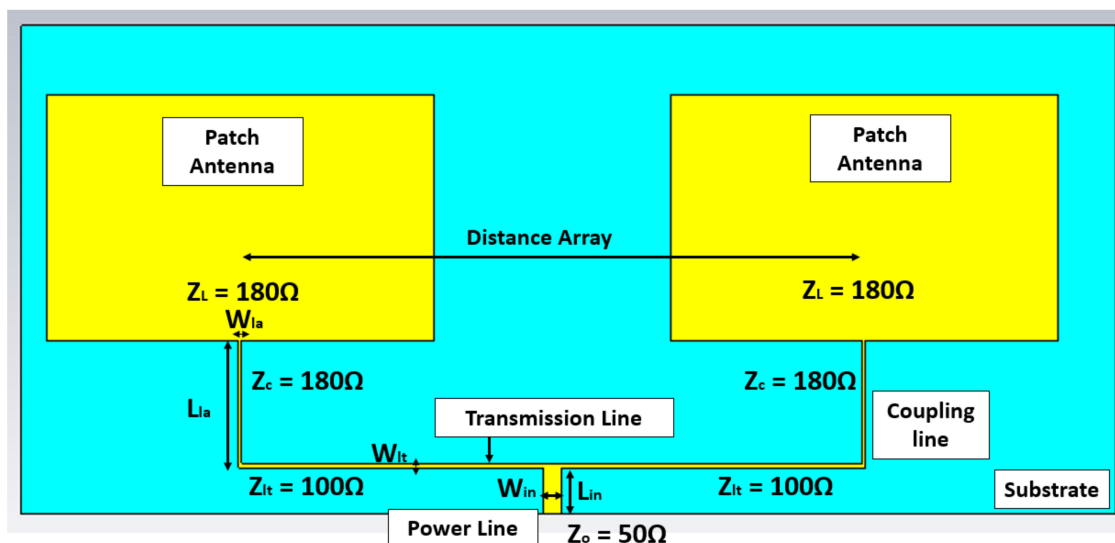 Patch
Antenna
Patch
Antenna
Distance Array
ZL = 180Ω
ZL = 180Ω
Wla
Zc = 180Ω
Zc = 180Ω
Lla
Transmission Line
Coupling
line
Wlt
Zlt = 100Ω
Win
Lin
Zlt = 100Ω
Substrate
Power Line
Zo = 50Ω